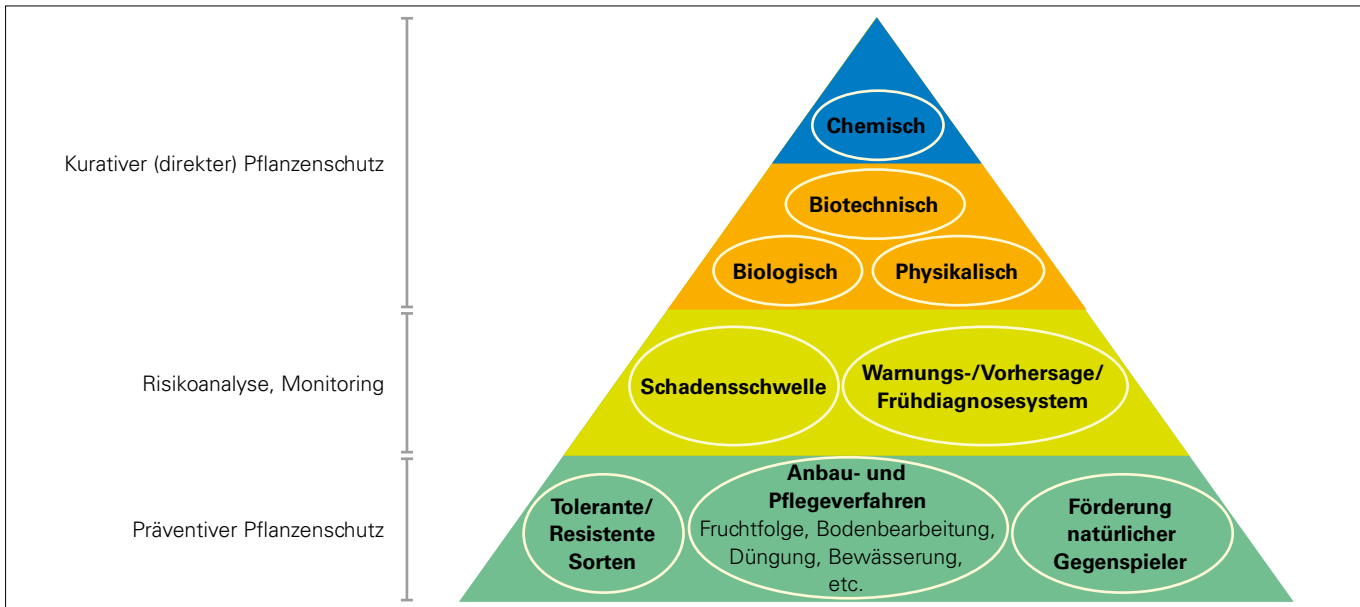 Kurativer (direkter) Pflanzenschutz
Chemisch
Biotechnisch
Biologisch
Physikalisch
Risikoanalyse, Monitoring
Schadensschwelle
Warnungs-/Vorhersage/
Frühdiagnosesystem
Präventiver Pflanzenschutz
Tolerante/
Resistente
Sorten
Anbau- und
Pflegeverfahren
Fruchtfolge, Bodenbearbeitung,
Düngung, Bewässerung,
etc.
Förderung
natürlicher
Gegenspieler